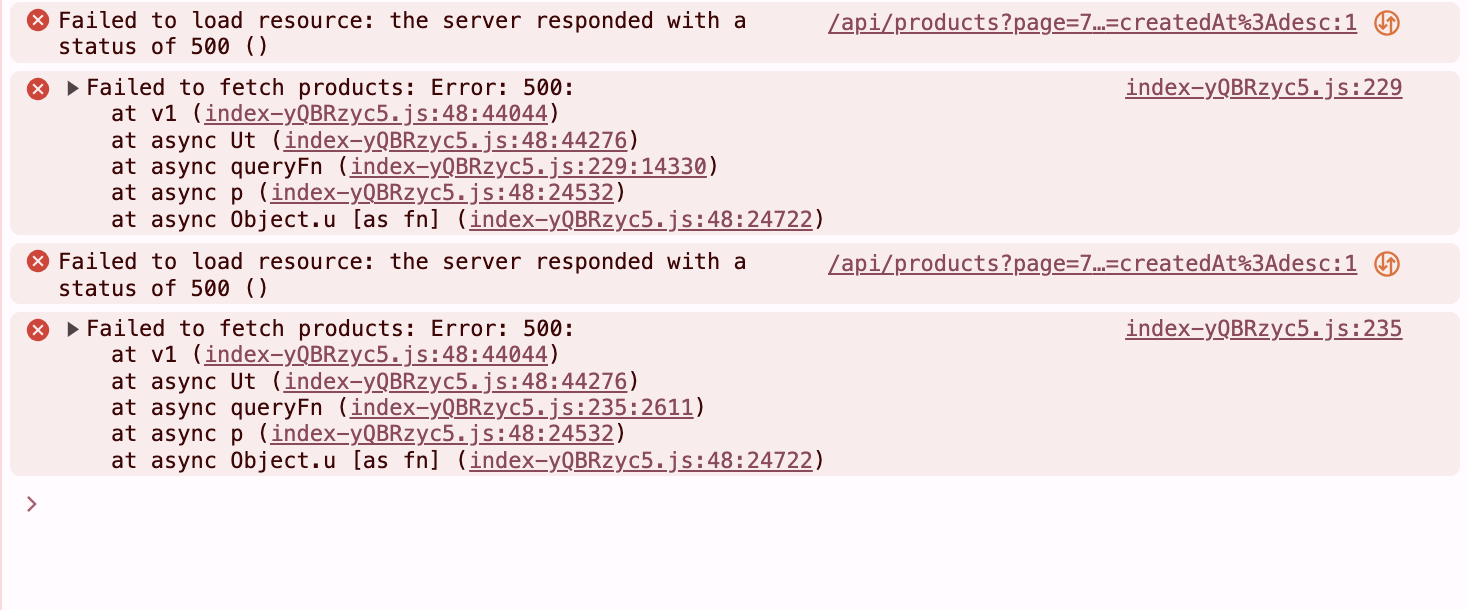 Failed to load resource: the server responded with a /api/products?page=7…=createdAt%3Adesc:1
status of 500 ()
Failed to fetch products: Error: 500: index-yQBRzyc5.js:229
at v1 (index-yQBRzyc5.js:48:44044)
at async Ut (index-yQBRzyc5.js:48:44276)
at async queryFn (index-yQBRzyc5.js:229:14330)
at async p (index-yQBRzyc5.js:48:24532)
at async Object.u [as fn] (index-yQBRzyc5.js:48:24722)
Failed to load resource: the server responded with a /api/products?page=7…=createdAt%3Adesc:1
status of 500 ()
Failed to fetch products: Error: 500: index-yQBRzyc5.js:235
at v1 (index-yQBRzyc5.js:48:44044)
at async Ut (index-yQBRzyc5.js:48:44276)
at async queryFn (index-yQBRzyc5.js:235:2611)
at async p (index-yQBRzyc5.js:48:24532)
at async Object.u [as fn] (index-yQBRzyc5.js:48:24722)